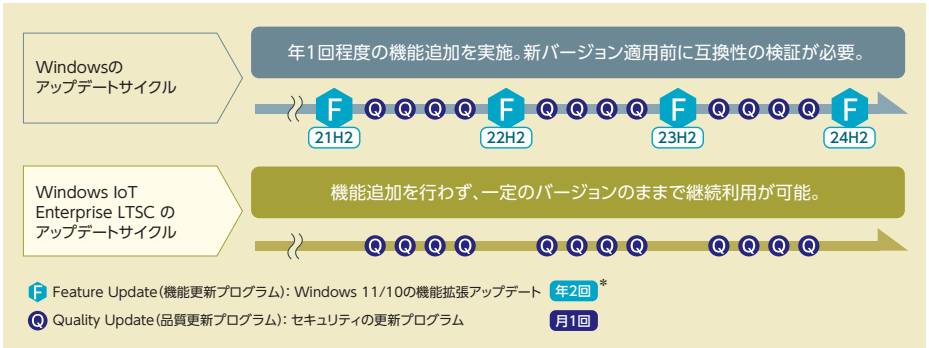 Windowsの
アップデートサイクル
年1回程度の機能追加を実施。新バージョン適用前に互換性の検証が必要。
F Q Q Q Q F Q Q Q Q F Q Q Q Q F
21H2 22H2 23H2 24H2
Windows IoT
Enterprise LTSC の
アップデートサイクル
機能追加を行わず、一定のバージョンのままで継続利用が可能。
Q Q Q Q Q Q Q Q Q Q Q Q
F Feature Update(機能更新プログラム):Windows 11/10の機能拡張アップデート 年2回*
Q Quality Update(品質更新プログラム):セキュリティの更新プログラム 月1回